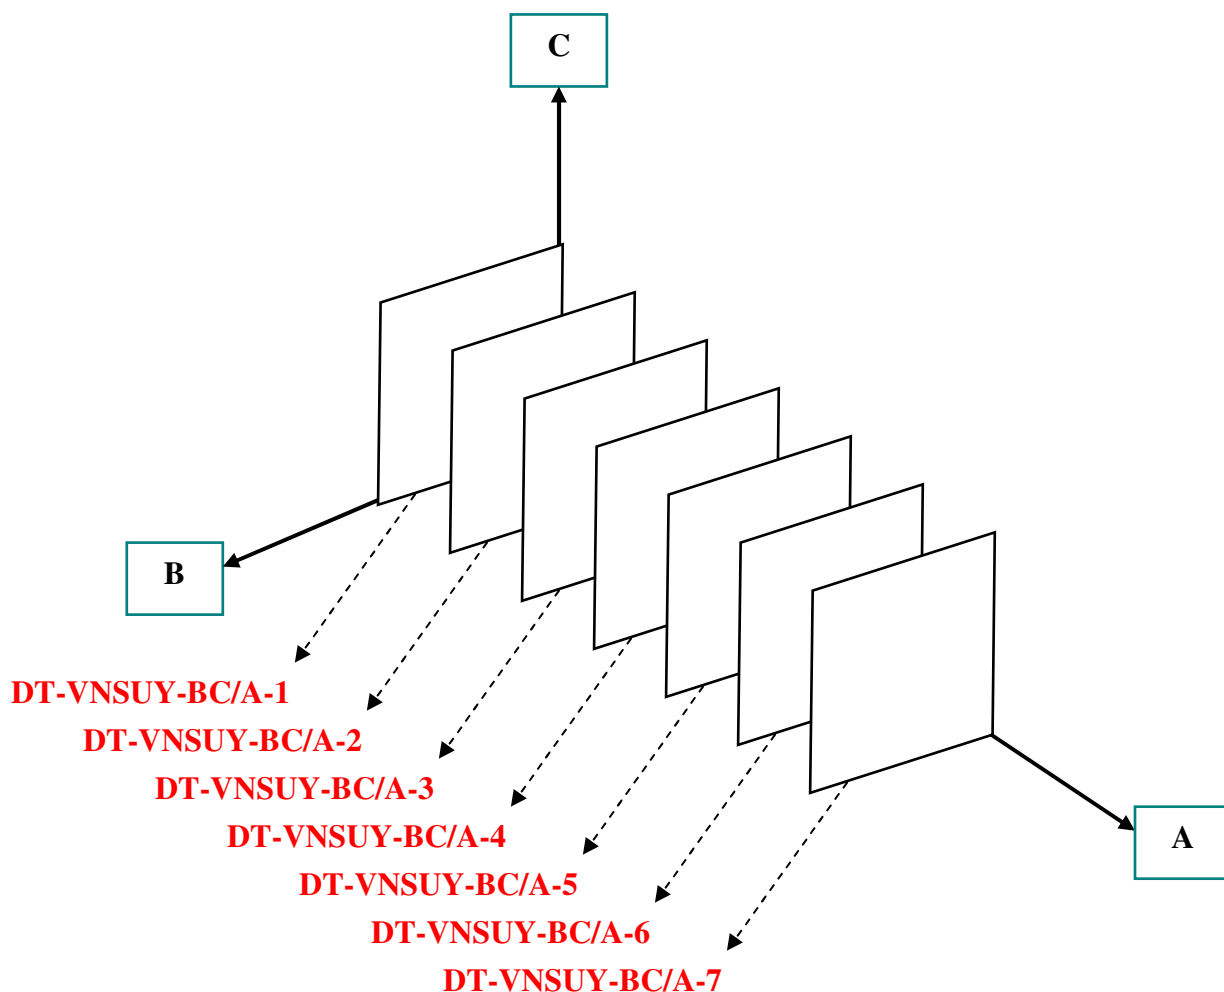 C
B
DT-VNSUY-BC/A-1
DT-VNSUY-BC/A-2
DT-VNSUY-BC/A-3
DT-VNSUY-BC/A-4
A
DT-VNSUY-BC/A-5
DT-VNSUY-BC/A-6
DT-VNSUY-BC/A-7